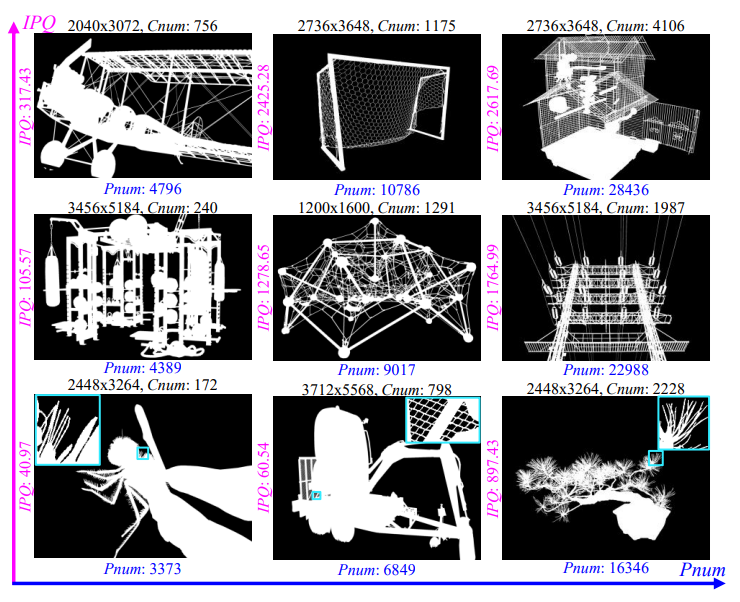 IPQ
2040x3072, Cnum: 756
2736x3648, Cnum: 1175
2736x3648, Cnum: 4106
IPQ: 317.43
IPQ: 2425.28
IPQ: 2617.69
Pnum: 4796
Pnum: 10786
Pnum: 28436
3456x5184, Cnum: 240
1200x1600, Cnum: 1291
3456x5184, Cnum: 1987
IPQ: 105.57
IPQ: 1278.65
IPQ: 1764.99
Pnum: 4389
Pnum: 9017
Pnum: 22988
2448x3264, Cnum: 172
3712x5568, Cnum: 798
2448x3264, Cnum: 2228
IPQ: 40.97
IPQ: 60.54
IPQ: 897.43
Pnum: 3373
Pnum: 6849
Pnum: 16346
Pnum